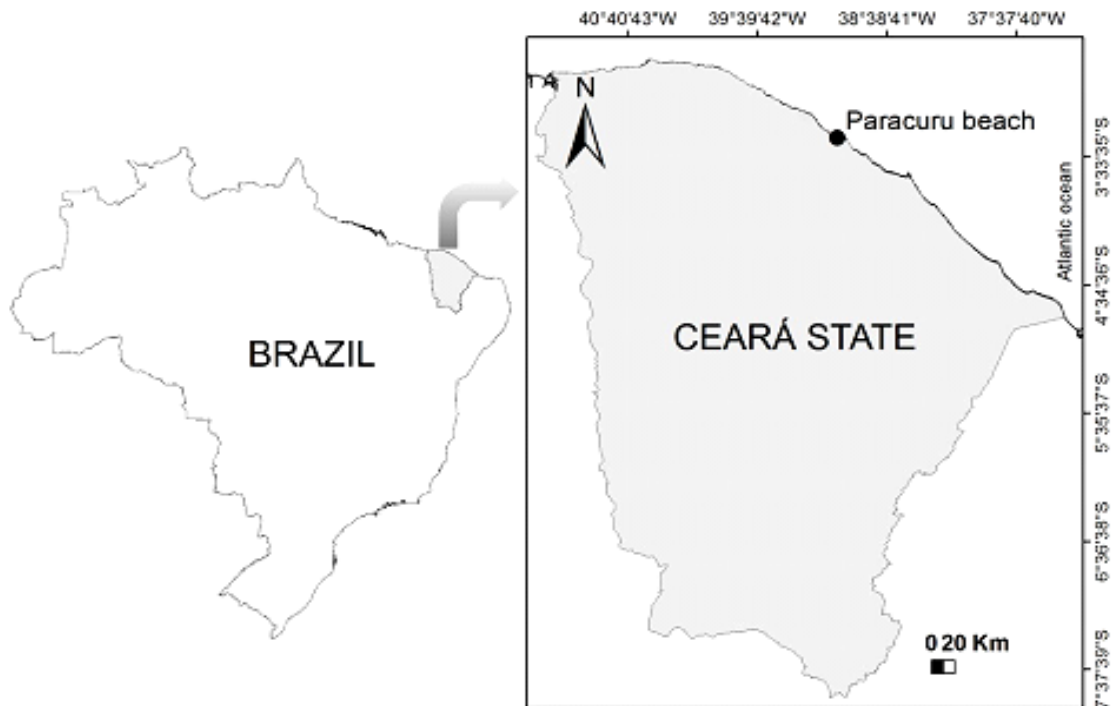 40°40'43"W 39°39'42"W 38°38'41"W 37°37'40"W
N
Paracuru beach
3°33'35"S
Atlantic ocean
4°34'36"S
BRAZIL
CEARÁ STATE
5°35'37"S
6°36'38"S
0 20 Km
7°37'39"S